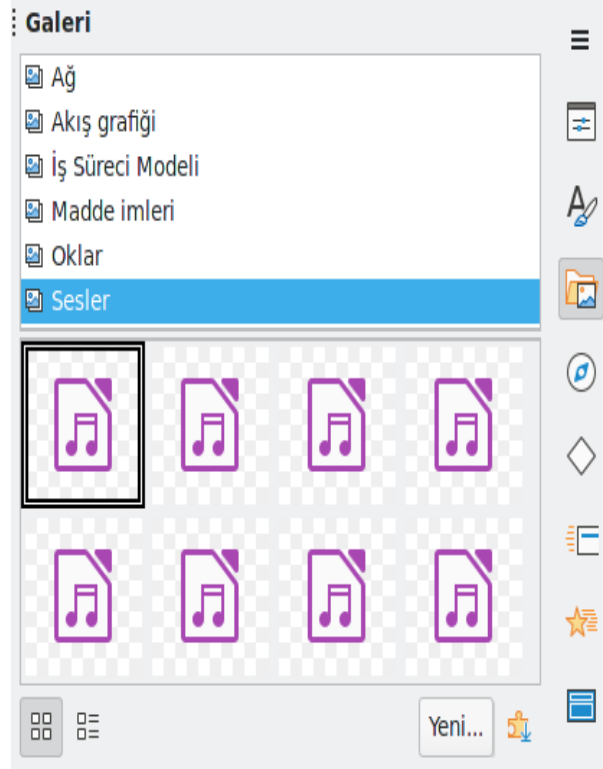 Galeri
Ağ
Akış grafiği
İş Süreci Modeli
Madde imleri
Oklar
Sesler
Yeni...